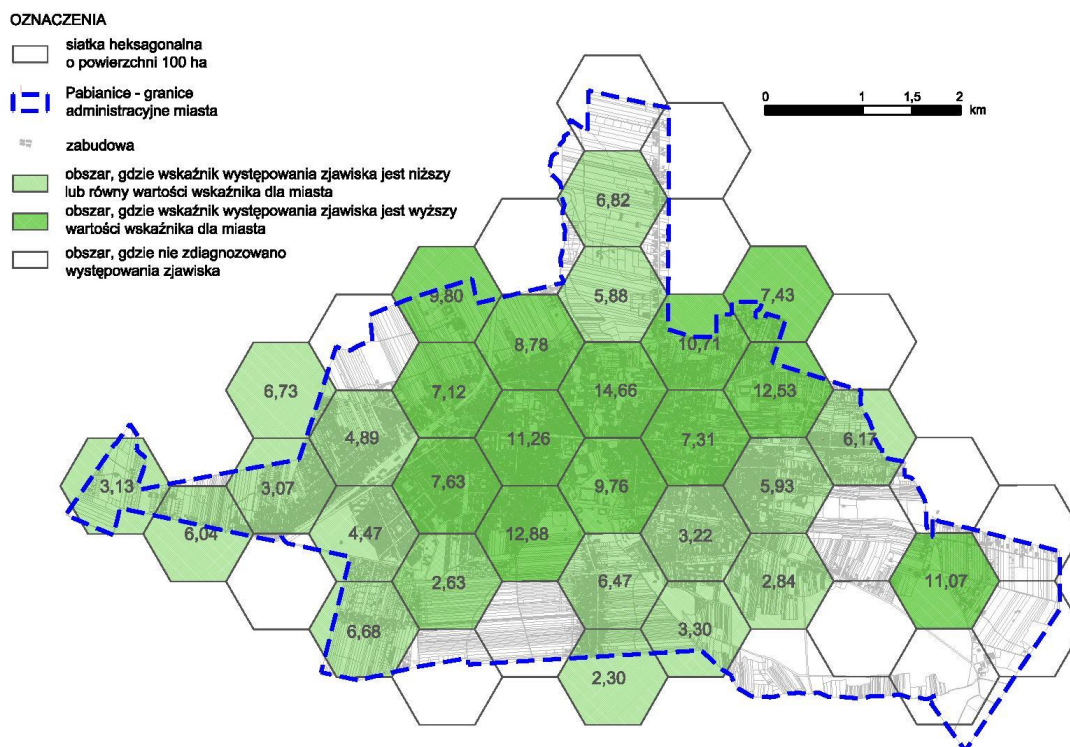 OZNACZENIA
siatka heksagonalna
o powierzchni 100 ha
Pabianice - granice
administracyjne miasta
zabudowa
obszar, gdzie wskaźnik występowania zjawiska jest niższy
lub równy wartości wskaźnika dla miasta
obszar, gdzie wskaźnik występowania zjawiska jest wyższy
wartości wskaźnika dla miasta
obszar, gdzie nie zdiagnozowano
występowania zjawiska
0 1 1,5 2
km
6,82
9,80 5,88 7,43
8,78 10,71
6,73 7,12 14,66 12,53
4,89 11,26 7,31 6,17
3,13 3,07 7,63 9,76 5,93
6,04 4,47 12,88 3,22
2,63 6,47 2,84 11,07
6,68 3,30
2,30